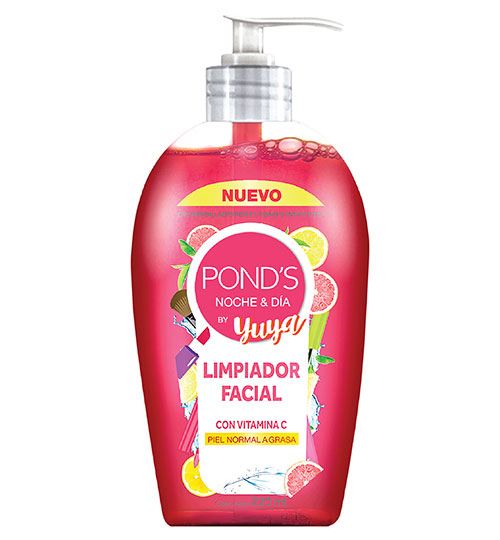 NUEVO
POND'S
NOCHE & DÍA
BY Yuya
LIMPIADOR
FACIAL
CON VITAMINA C
PIEL NORMAL A GRASA